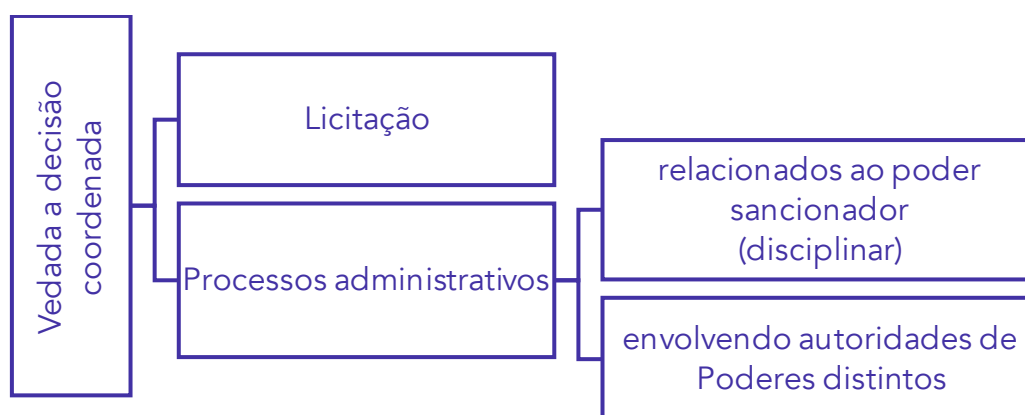 Vedada a decisão
coordenada
Licitação
Processos administrativos
relacionados ao poder
sancionador
(disciplinar)
envolvendo autoridades de
Poderes distintos